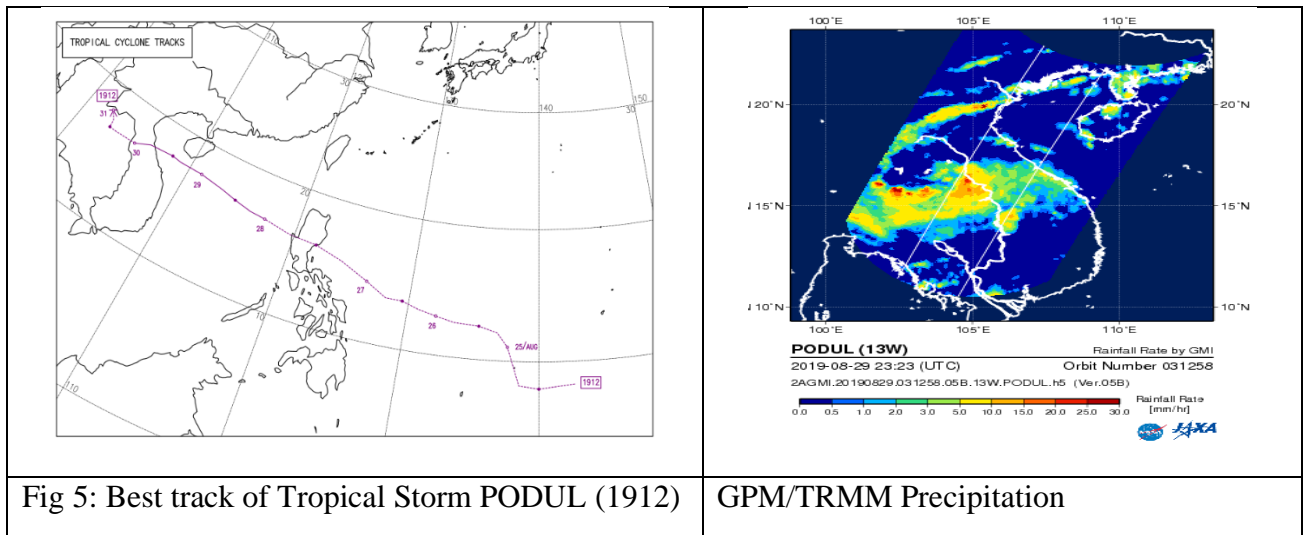 TROPICAL CYCLONE TRACKS
110
120
30
140
150
30
1912
31
30
29
20
28
27
10
26
25/AUG
110
1912
100°E 105°E 110°E
20°N 20°N
15°N 15°N
10°N 10°N
100°E 105°E 110°E
PODUL (13W) Rainfall Rate by GMI
2019-08-29 23:23 (UTC) Orbit Number 031258
2AGMI.20190829.031258.05B.13W.PODUL.h5 (Ver.05B)
0.0 0.5 1.0 2.0 3.0 5.0 10.0 15.0 20.0 25.0 30.0
Rainfall Rate
[mm/hr]
NASA JAXA
Fig 5: Best track of Tropical Storm PODUL (1912)
GPM/TRMM Precipitation